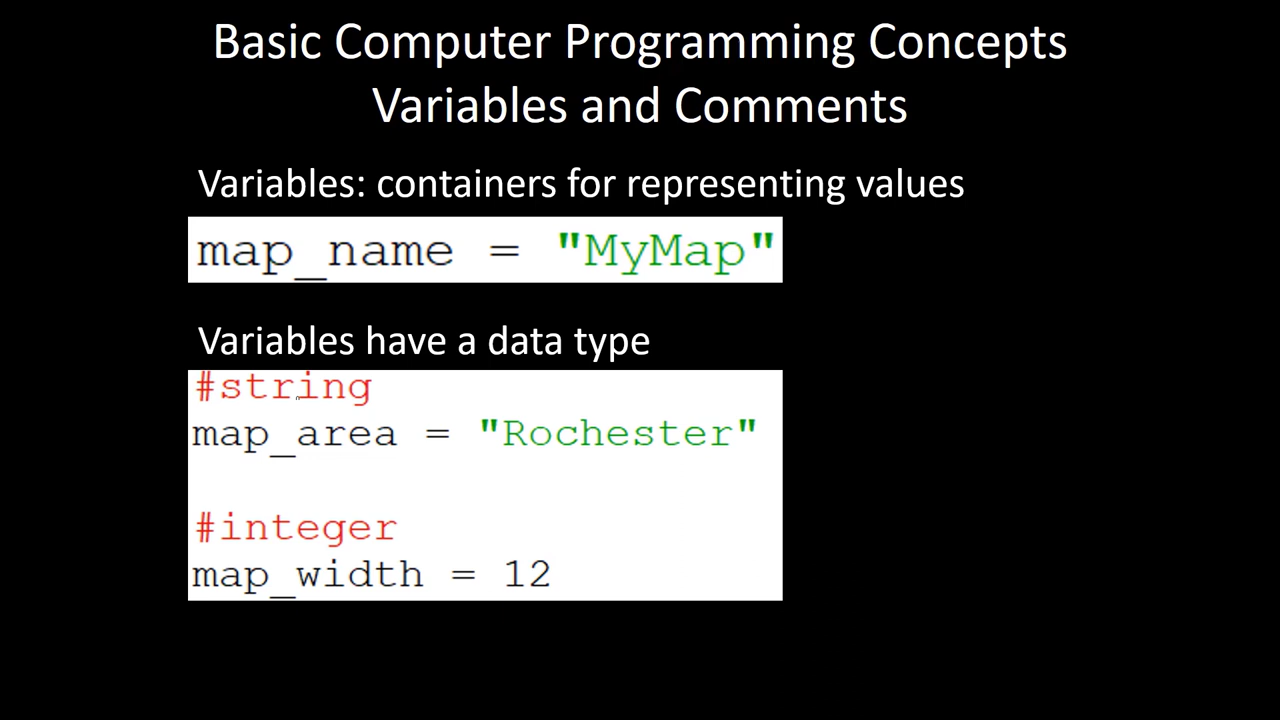 Basic Computer Programming Concepts
Variables and Comments
Variables: containers for representing values
map_name = "MyMap"
Variables have a data type
#string
map_area = "Rochester"
#integer
map_width = 12